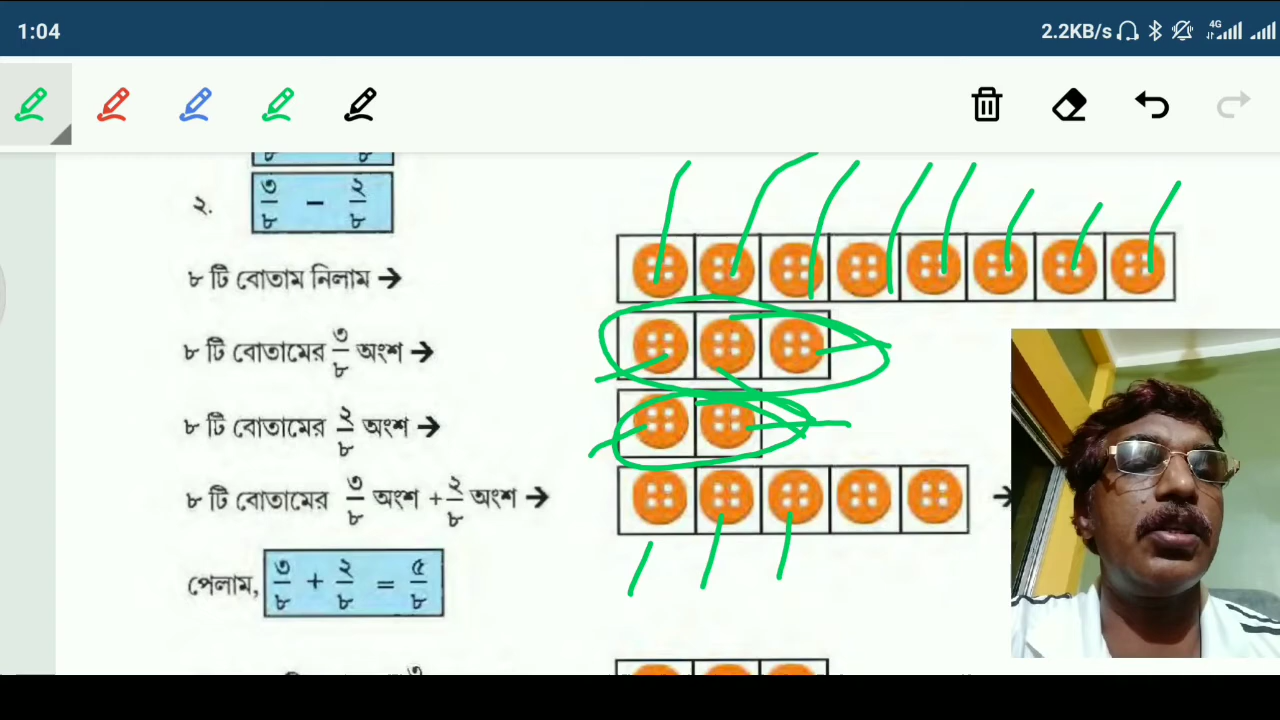 1:04 2.2KB/s 4G
২. ৩/৮ - ২/৮
৮ টি বোতাম নিলাম →
৮ টি বোতামের ৩/৮ অংশ →
৮ টি বোতামের ২/৮ অংশ →
৮ টি বোতামের ৩/৮ অংশ + ২/৮ অংশ → →
পেলাম, ৩/৮ + ২/৮ = ৫/৮